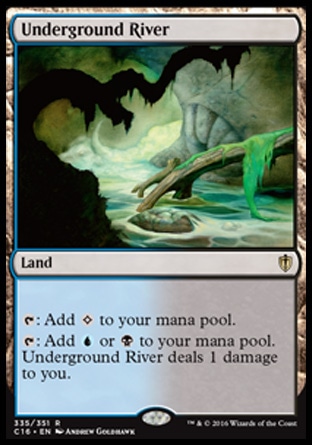 Underground River
Land
: Add to your mana pool.
: Add or to your mana pool.
Underground River deals 1 damage
to you.
335/351 R
C16 • EN Andrew Goldhawk
™ & © 2016 Wizards of the Coast